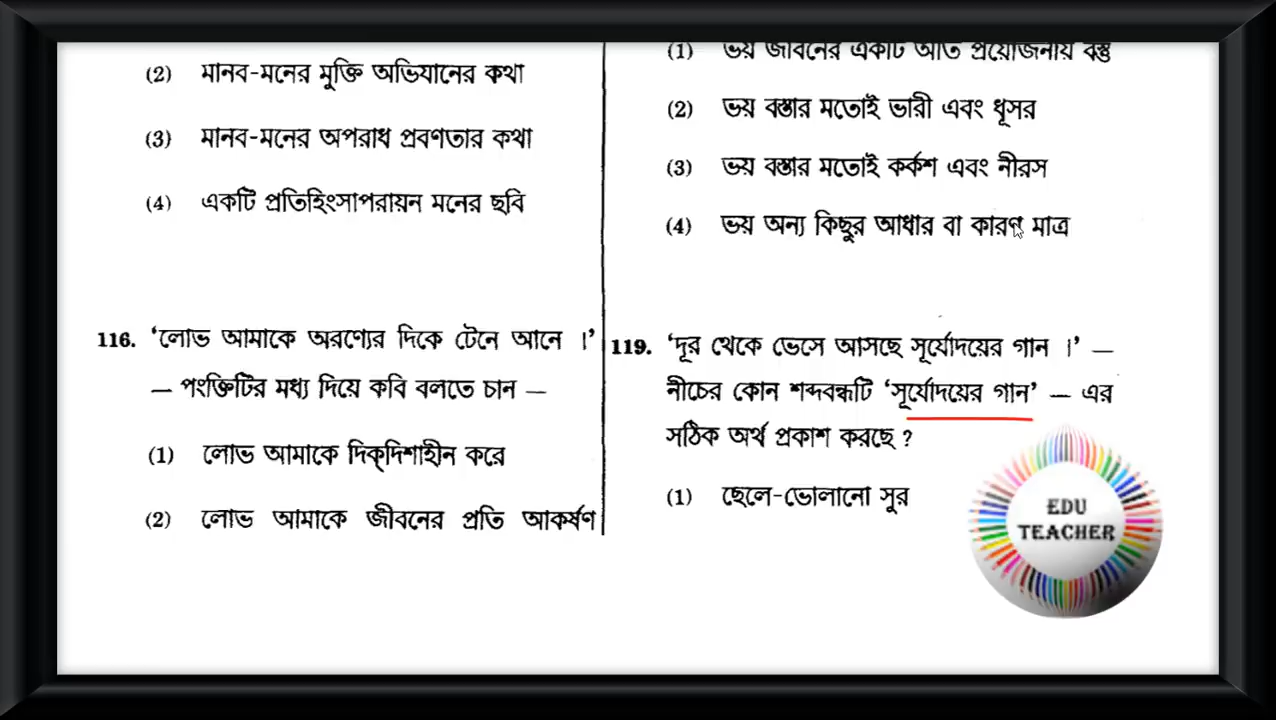 (2) মানব-মনের মুক্তি অভিযানের কথা
(3) মানব-মনের অপরাধ প্রবণতার কথা
(4) একটি প্রতিহিংসাপরায়ন মনের ছবি
116. ‘লোভ আমাকে অরণ্যের দিকে টেনে আনে ।’
— পংক্তিটির মধ্য দিয়ে কবি বলতে চান —
(1) লোভ আমাকে দিক্‌দিশাহীন করে
(2) লোভ আমাকে জীবনের প্রতি আকর্ষণ
(1) ভয় জীবনের একটি অতি প্রয়োজনীয় বস্তু
(2) ভয় বস্তার মতোই ভারী এবং ধূসর
(3) ভয় বস্তার মতোই কর্কশ এবং নীরস
(4) ভয় অন্য কিছুর আধার বা কারণ মাত্র
119. ‘দূর থেকে ভেসে আসছে সূর্যোদয়ের গান ।’ —
নীচের কোন শব্দবন্ধটি ‘সূর্যোদয়ের গান’ — এর
সঠিক অর্থ প্রকাশ করছে ?
(1) ছেলে-ভোলানো সুর
EDU
TEACHER